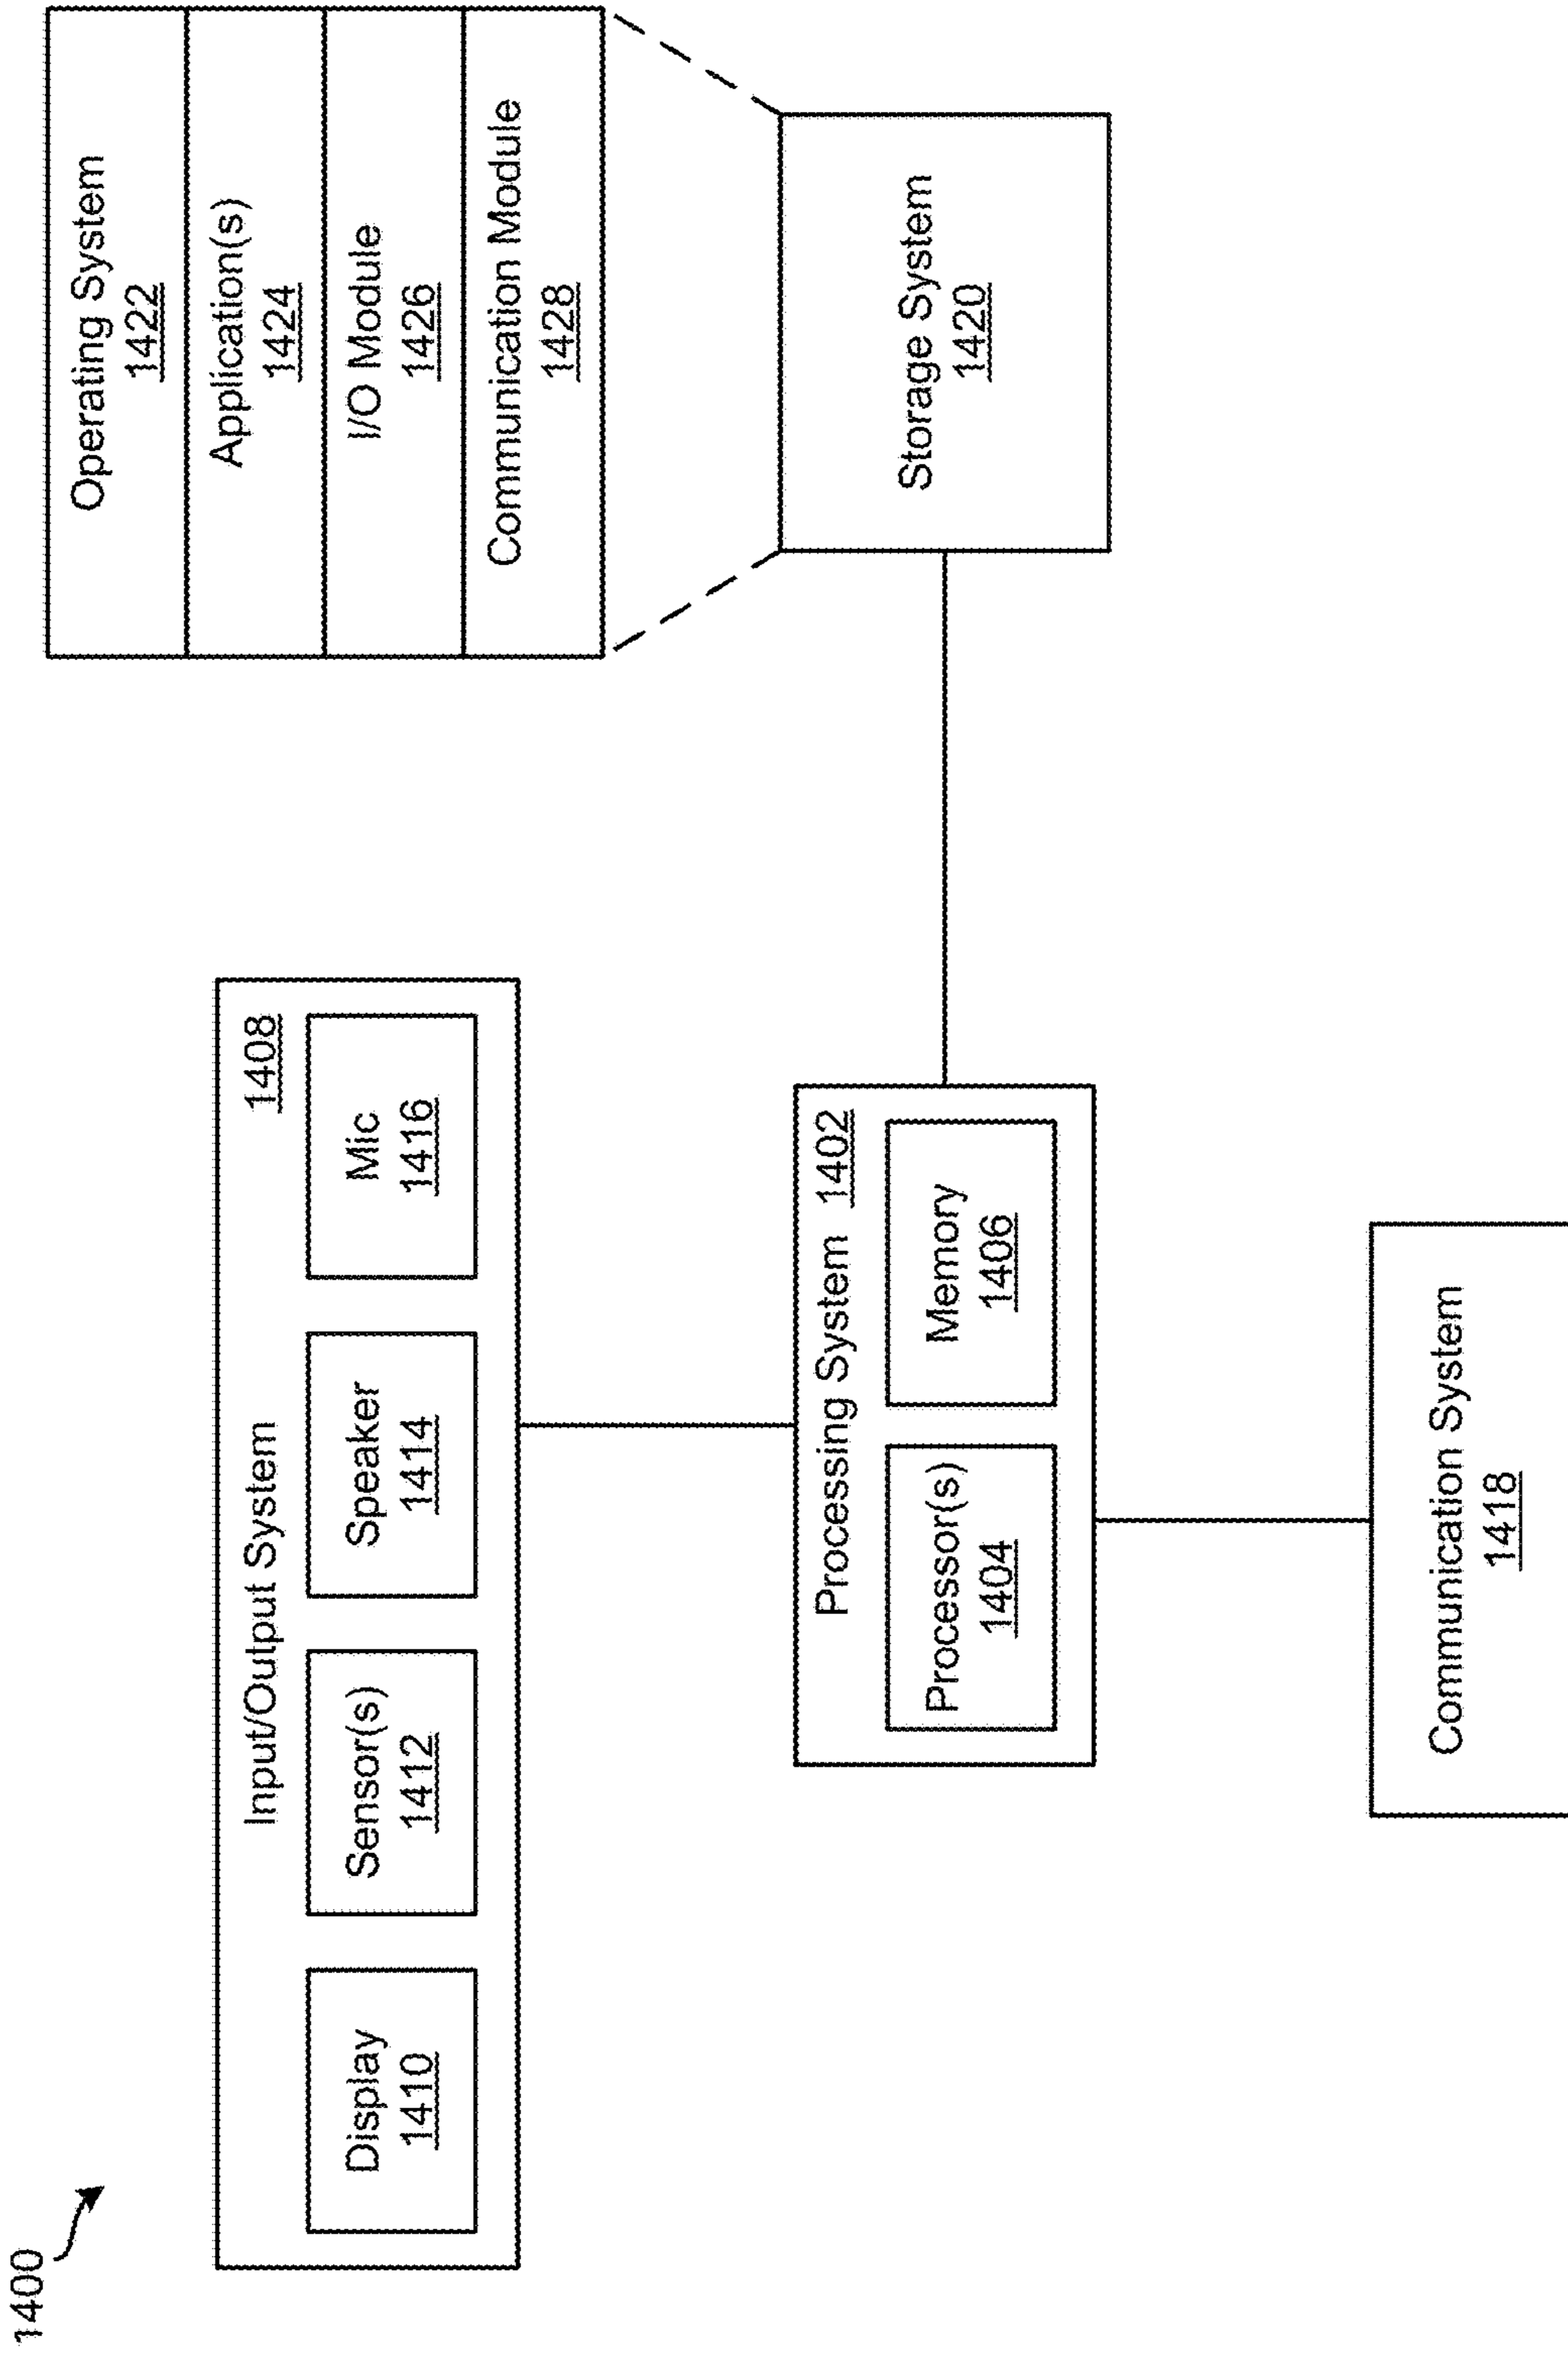 1400
Input/Output System
1408
Display
1410
Sensor(s)
1412
Speaker
1414
Mic
1416
Operating System
1422
Application(s)
1424
I/O Module
1426
Communication Module
1428
Processing System 1402
Processor(s)
1404
Memory
1406
Storage System
1420
Communication System
1418